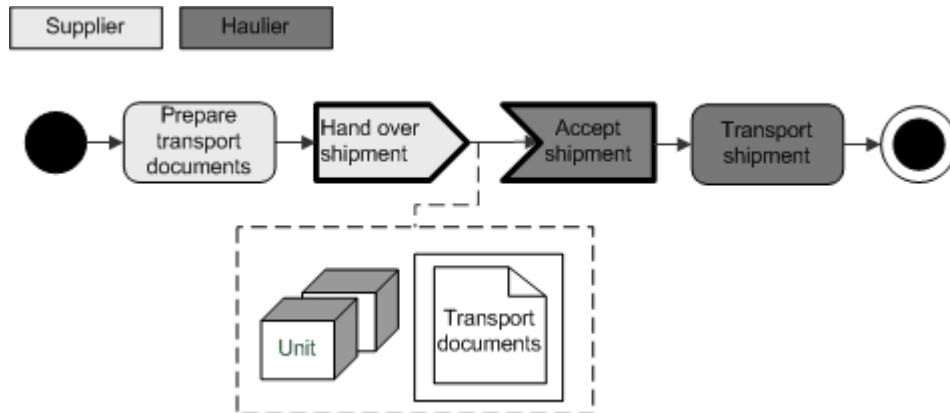 Supplier
Haulier
Prepare
transport
documents
Hand over
shipment
Accept
shipment
Transport
shipment
Unit
Transport
documents